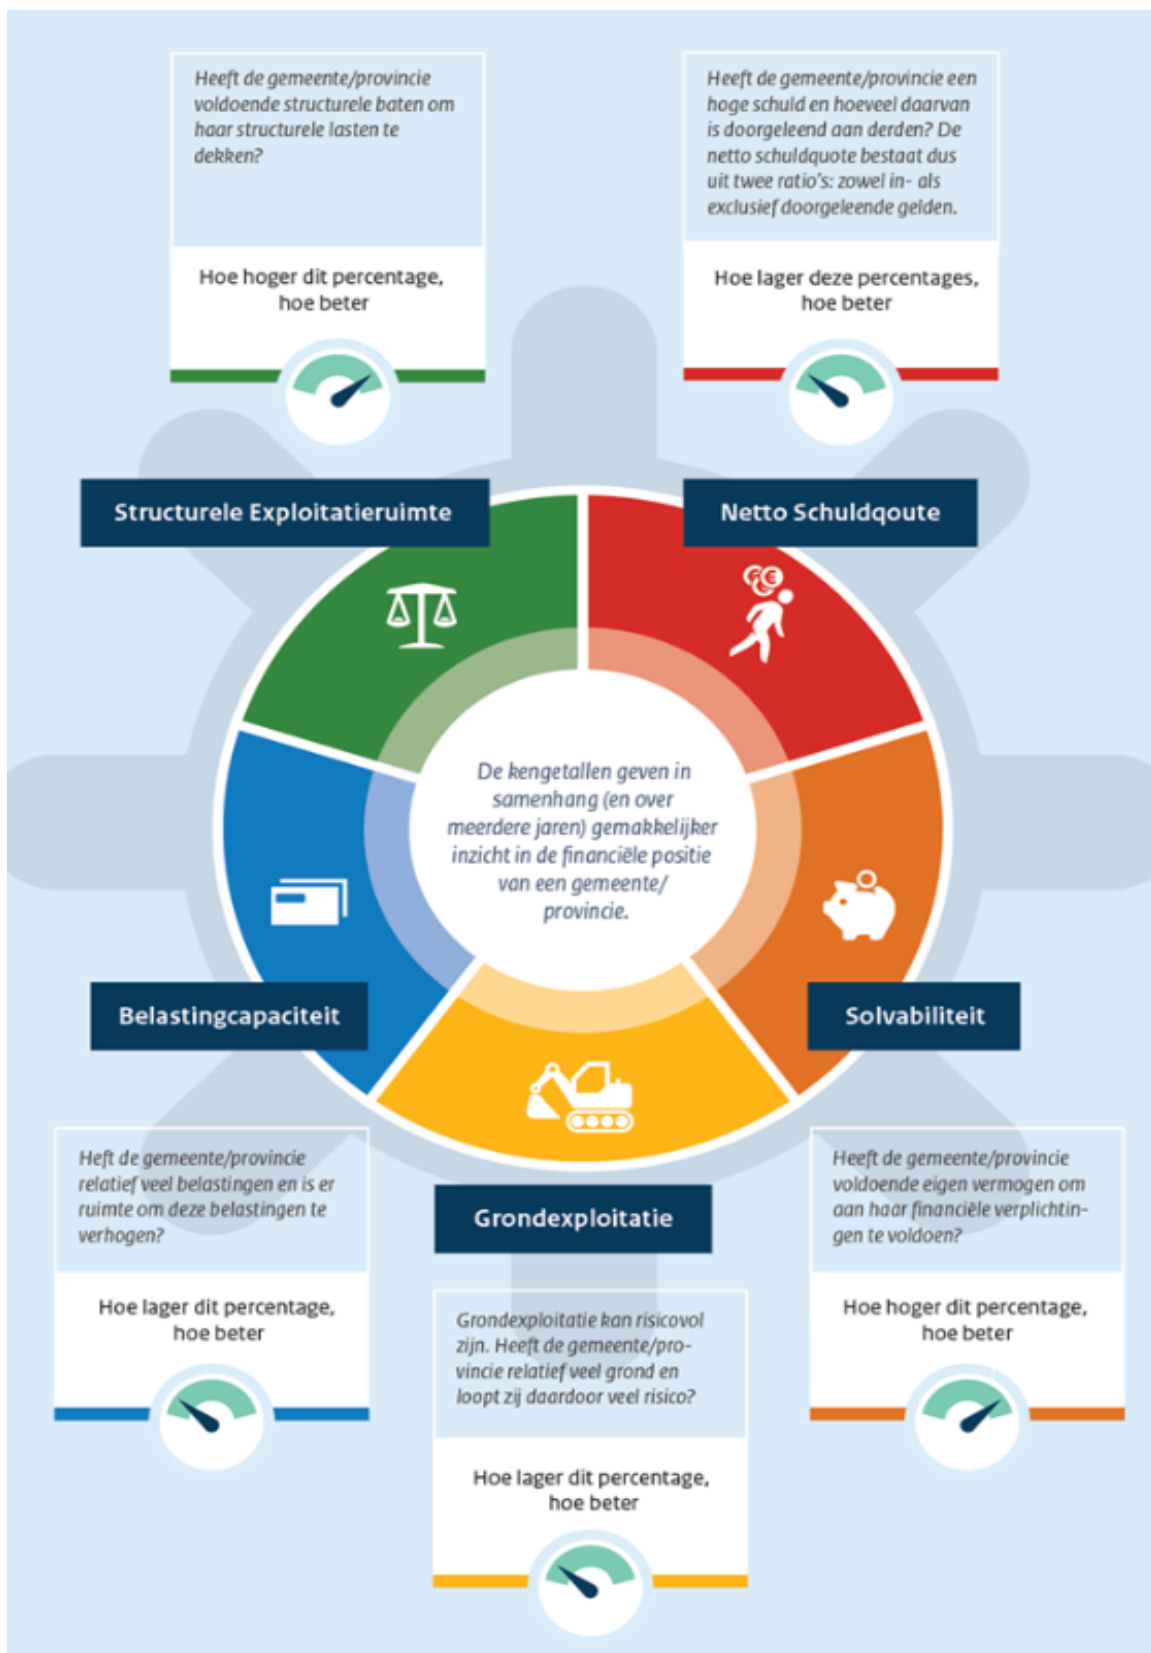 Heeft de gemeente/provincie
voldoende structurele baten om
haar structurele lasten te
dekken?
Hoe hoger dit percentage,
hoe beter
Heeft de gemeente/provincie een
hoge schuld en hoeveel daarvan
is doorgeleend aan derden? De
netto schuldquote bestaat dus
uit twee ratio's: zowel in- als
exclusief doorgeleende gelden.
Hoe lager deze percentages,
hoe beter
Structurele Exploitatieruimte
Netto Schuldqoute
De kengetallen geven in
samenhang (en over
meerdere jaren) gemakkelijker
inzicht in de financiële positie
van een gemeente/
provincie.
Belastingcapaciteit
Solvabiliteit
Heft de gemeente/provincie
relatief veel belastingen en is er
ruimte om deze belastingen te
verhogen?
Hoe lager dit percentage,
hoe beter
Grondexploitatie
Grondexploitatie kan risicovol
zijn. Heeft de gemeente/pro-
vincie relatief veel grond en
loopt zij daardoor veel risico?
Hoe lager dit percentage,
hoe beter
Heeft de gemeente/provincie
voldoende eigen vermogen om
aan haar financiële verplichtin-
gen te voldoen?
Hoe hoger dit percentage,
hoe beter